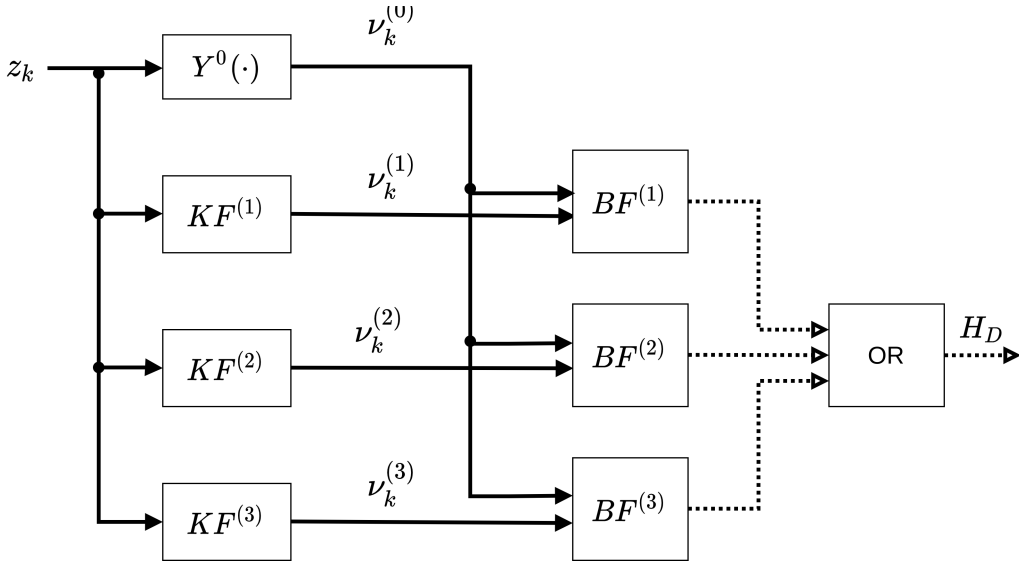 ν_k^{(0)}
z_k
Y^0(·)
ν_k^{(1)}
KF^{(1)}
BF^{(1)}
ν_k^{(2)}
KF^{(2)}
BF^{(2)}
OR
H_D
ν_k^{(3)}
KF^{(3)}
BF^{(3)}